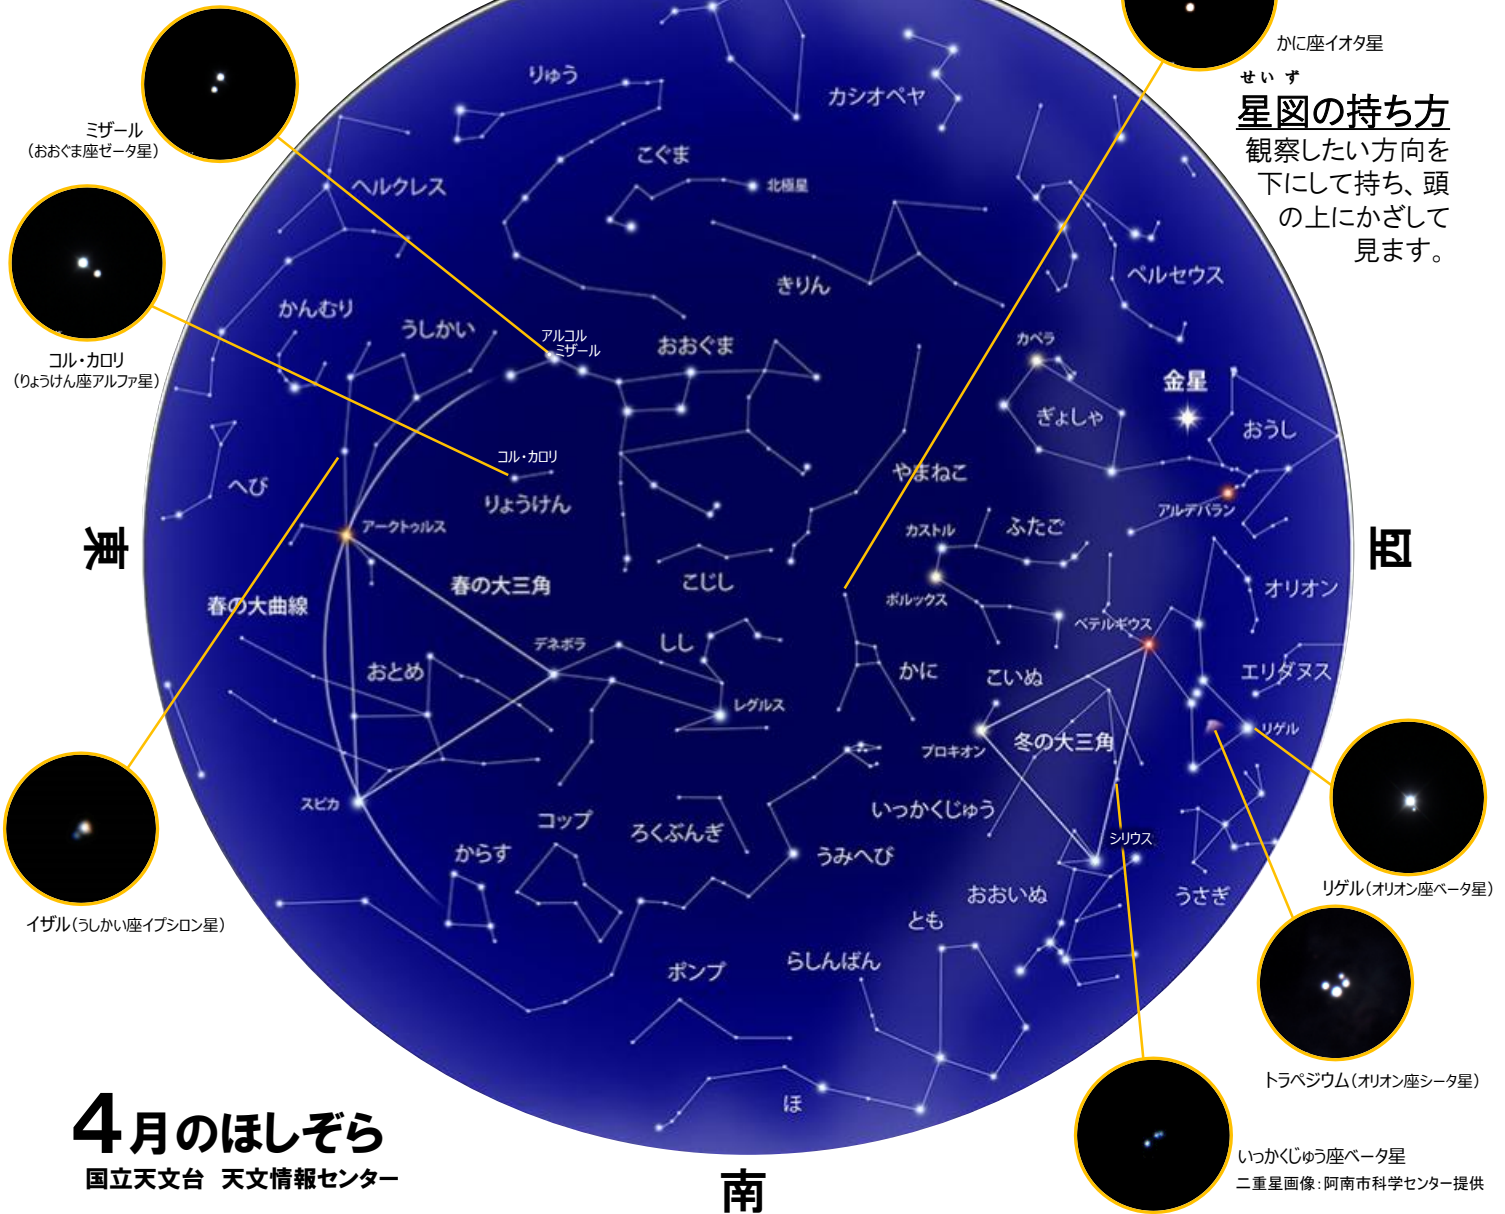 かに座イオタ星
せいず
星図の持ち方
観察したい方向を
下にして持ち、頭
の上にかざして
見ます。
ミザール
(おおぐま座ゼータ星)
コル・カロリ
(りょうけん座アルファ星)
イザル(うしかい座イプシロン星)
りゅう
カシオペヤ
こぐま
北極星
ヘルクレス
きりん
ペルセウス
かんむり
うしかい
アルコル
ミザール
おおぐま
カペラ
金星
ぎょしゃ
おうし
コル・カロリ
りょうけん
やまねこ
へび
アークトゥルス
カストル
ふたご
アルデバラン
東
西
春の大三角
こじし
ポルックス
オリオン
春の大曲線
デネボラ
しし
ベテルギウス
おとめ
かに
こいぬ
エリダヌス
レグルス
プロキオン
冬の大三角
リゲル
スピカ
コップ
ろくぶんぎ
いっかくじゅう
からす
うみへび
シリウス
おおいぬ
うさぎ
とも
ポンプ
らしんばん
ほ
リゲル(オリオン座ベータ星)
トラペジウム(オリオン座シータ星)
いっかくじゅう座ベータ星
二重星画像:阿南市科学センター提供
4月のほしぞら
国立天文台 天文情報センター
南